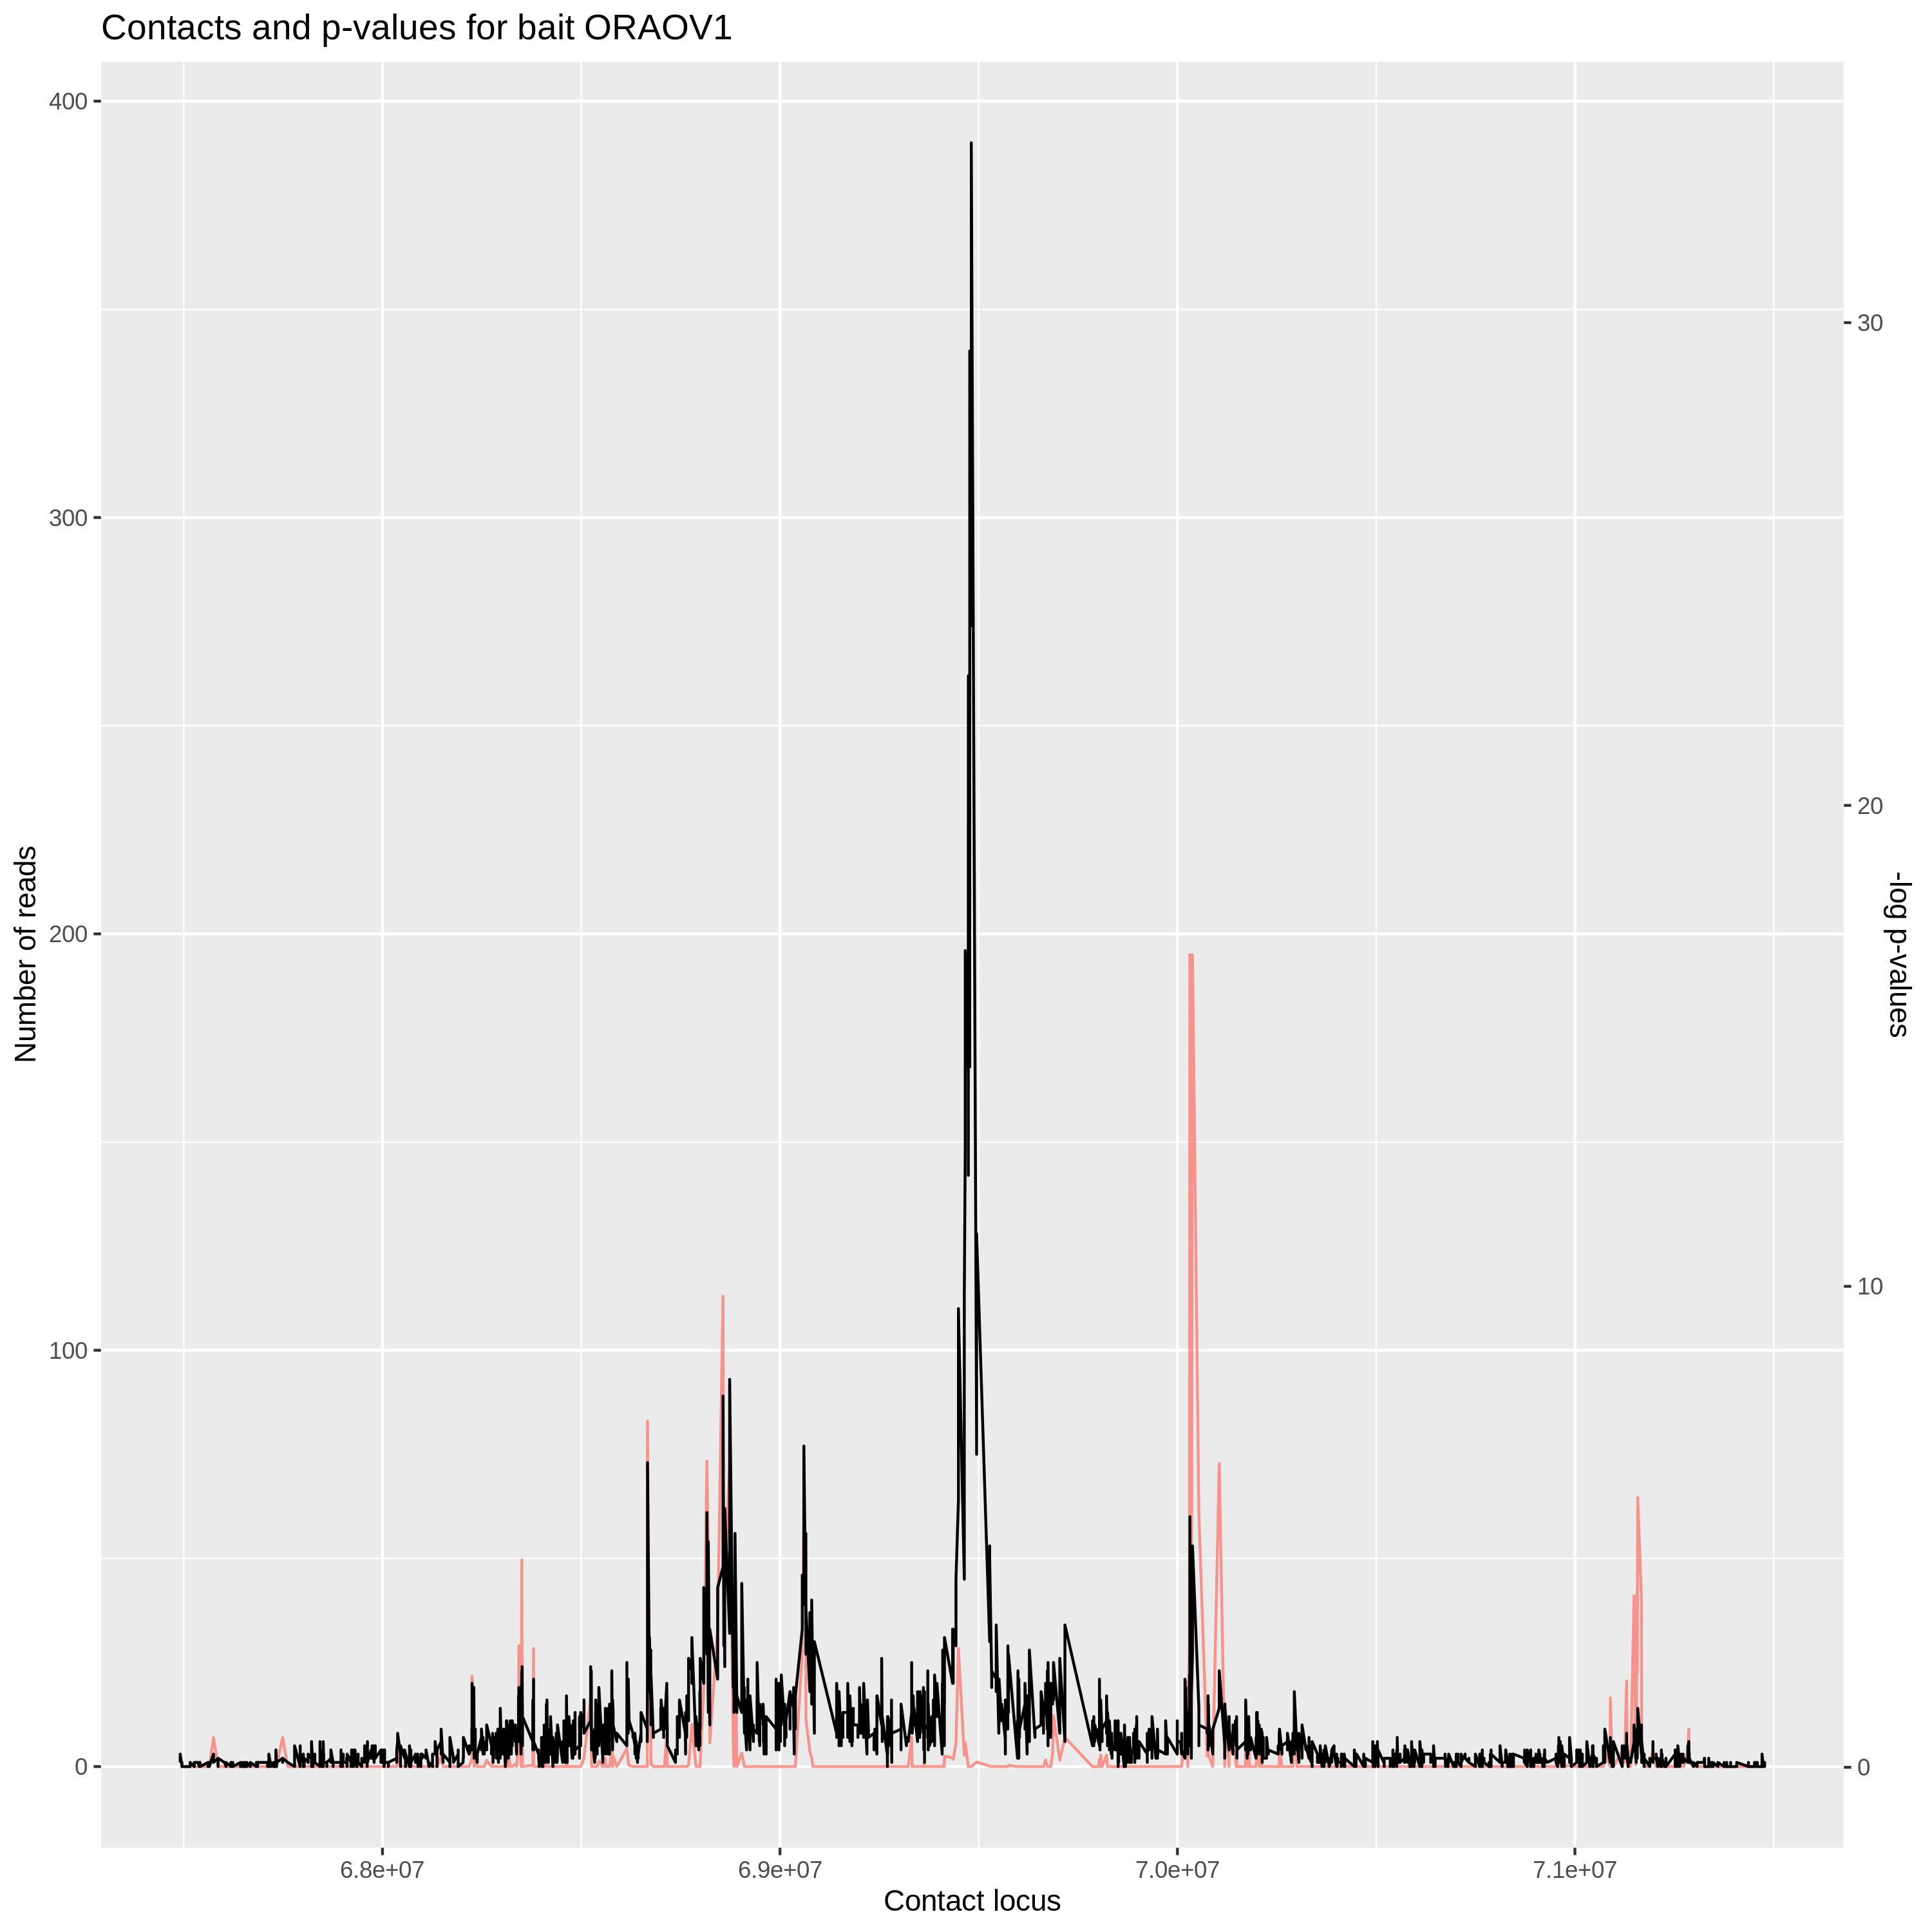 Contacts and p-values for bait ORAOV1
400
300
200
100
0
Number of reads
30
20
10
0
-log p-values
6.8e+07 6.9e+07 7.0e+07 7.1e+07
Contact locus